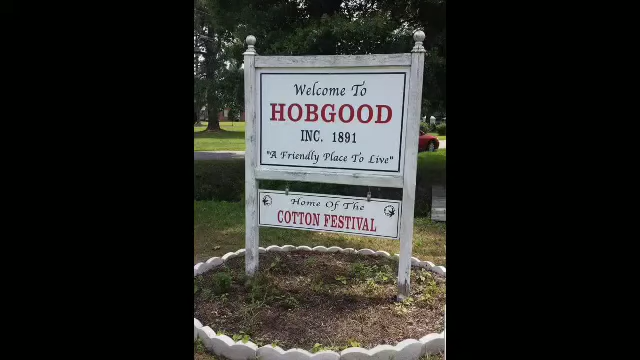 Welcome To
HOBGOOD
INC. 1891
"A Friendly Place To Live"
Home Of The
COTTON FESTIVAL